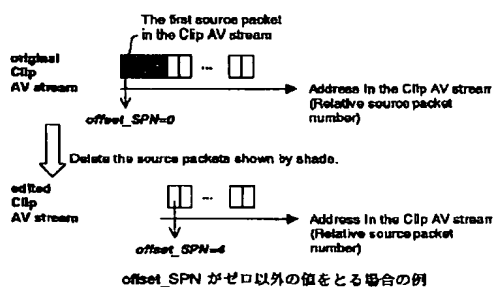 The first source packet
in the Clip AV stream
original
Clip
AV stream
...
Address in the Clip AV stream
(Relative source packet
number)
offset_SPN=0
Delete the source packets shown by shade.
edited
Clip
AV stream
...
Address in the Clip AV stream
(Relative source packet
number)
offset_SPN=4
offset_SPN がゼロ以外の値をとる場合の例